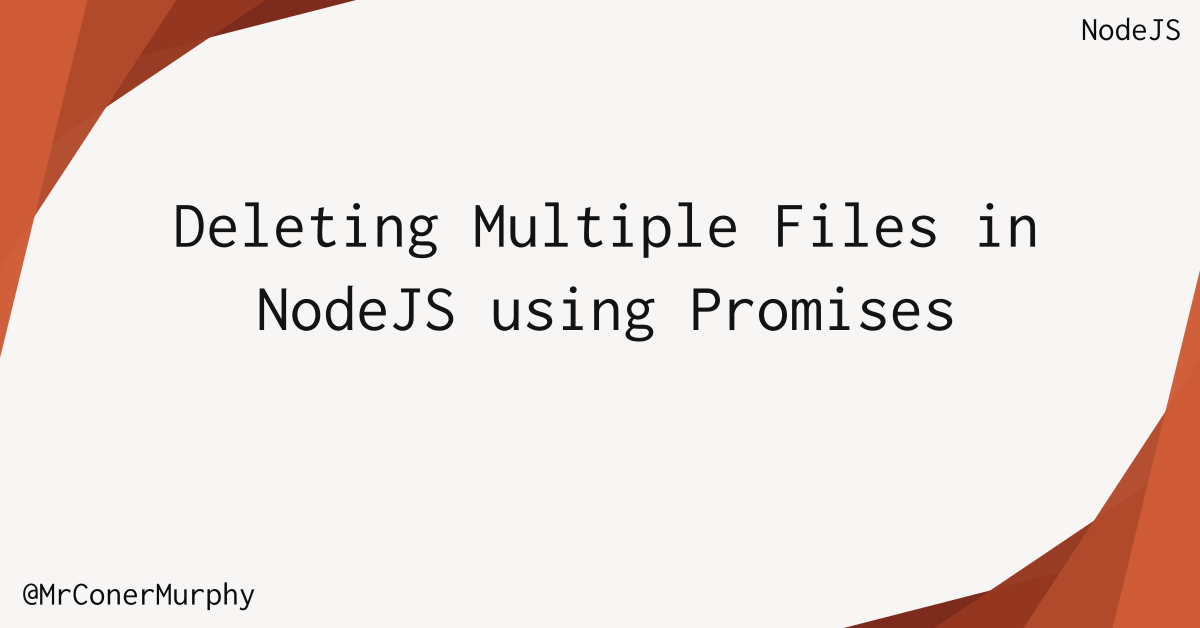 NodeJS
Deleting Multiple Files in
NodeJS using Promises
@MrConerMurphy